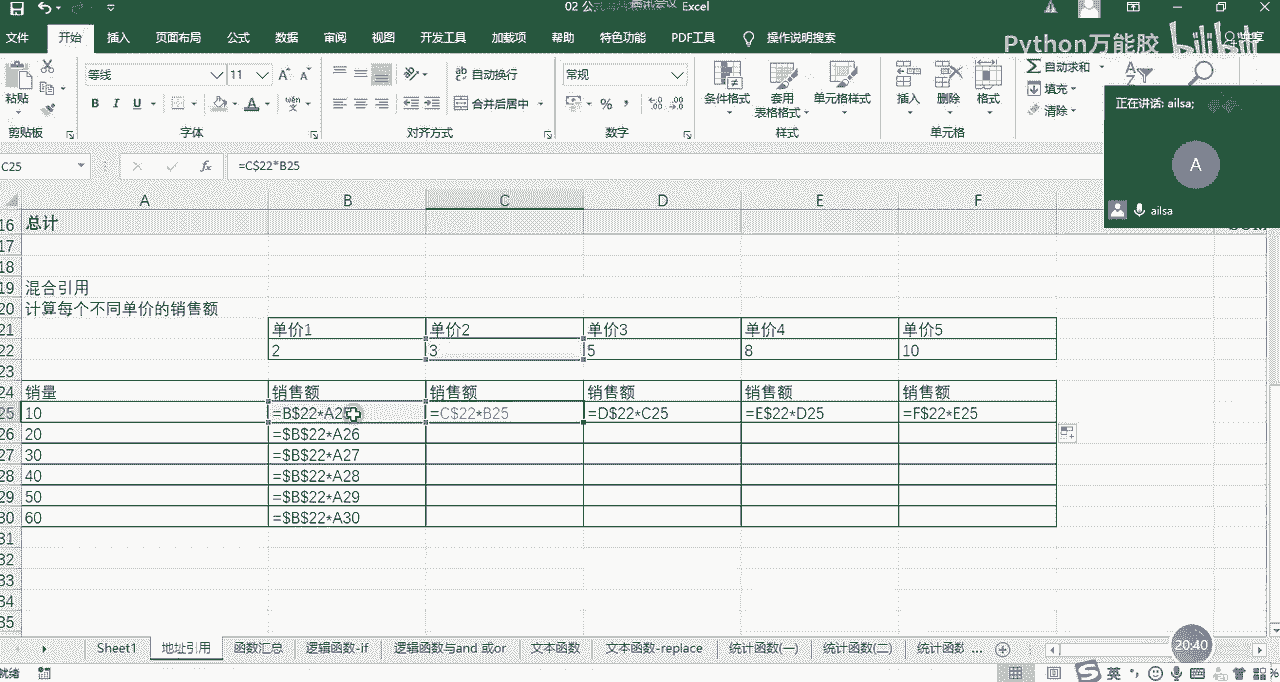 Excel
文件 开始 插入 页面布局 公式 数据 审阅 视图 开发工具 加载项 帮助 特色功能 PDF工具 操作说明搜索
Python万能胶 bilibili
等线 11 自动换行 常规 条件格式 套用 单元格样式 插入 删除 格式 自动求和
粘贴 B I U 合并后居中 表格格式 填充
清除
剪贴板 字体 对齐方式 数字 样式 单元格
正在讲话: ailsa;
A
ailsa
C25 fx =C$22*B25
A B C D E F
16 总计
17
18
19 混合引用
20 计算每个不同单价的销售额
21 单价1 单价2 单价3 单价4 单价5
22 2 3 5 8 10
23
24 销量 销售额 销售额 销售额 销售额 销售额
25 10 =B$22*A25 =C$22*B25 =D$22*C25 =E$22*D25 =F$22*E25
26 20 =$B$22*A26
27 30 =$B$22*A27
28 40 =$B$22*A28
29 50 =$B$22*A29
30 60 =$B$22*A30
31
32
33
34
35
Sheet1 地址引用 函数汇总 逻辑函数-if 逻辑函数与and或or 文本函数 文本函数-replace 统计函数(一) 统计函数(二) 统计函数 ...
20:40
就绪 英